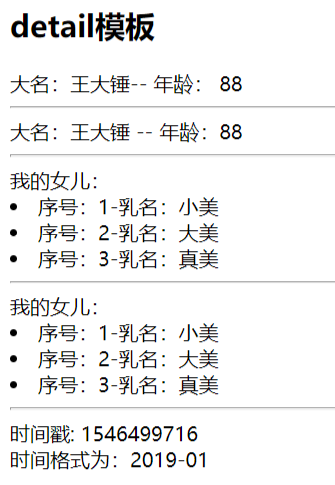 detail模板
大名：王大锤-- 年龄： 88
大名：王大锤 -- 年龄：88
我的女儿：
• 序号：1-乳名：小美
• 序号：2-乳名：大美
• 序号：3-乳名：真美
我的女儿：
• 序号：1-乳名：小美
• 序号：2-乳名：大美
• 序号：3-乳名：真美
时间戳: 1546499716
时间格式为：2019-01